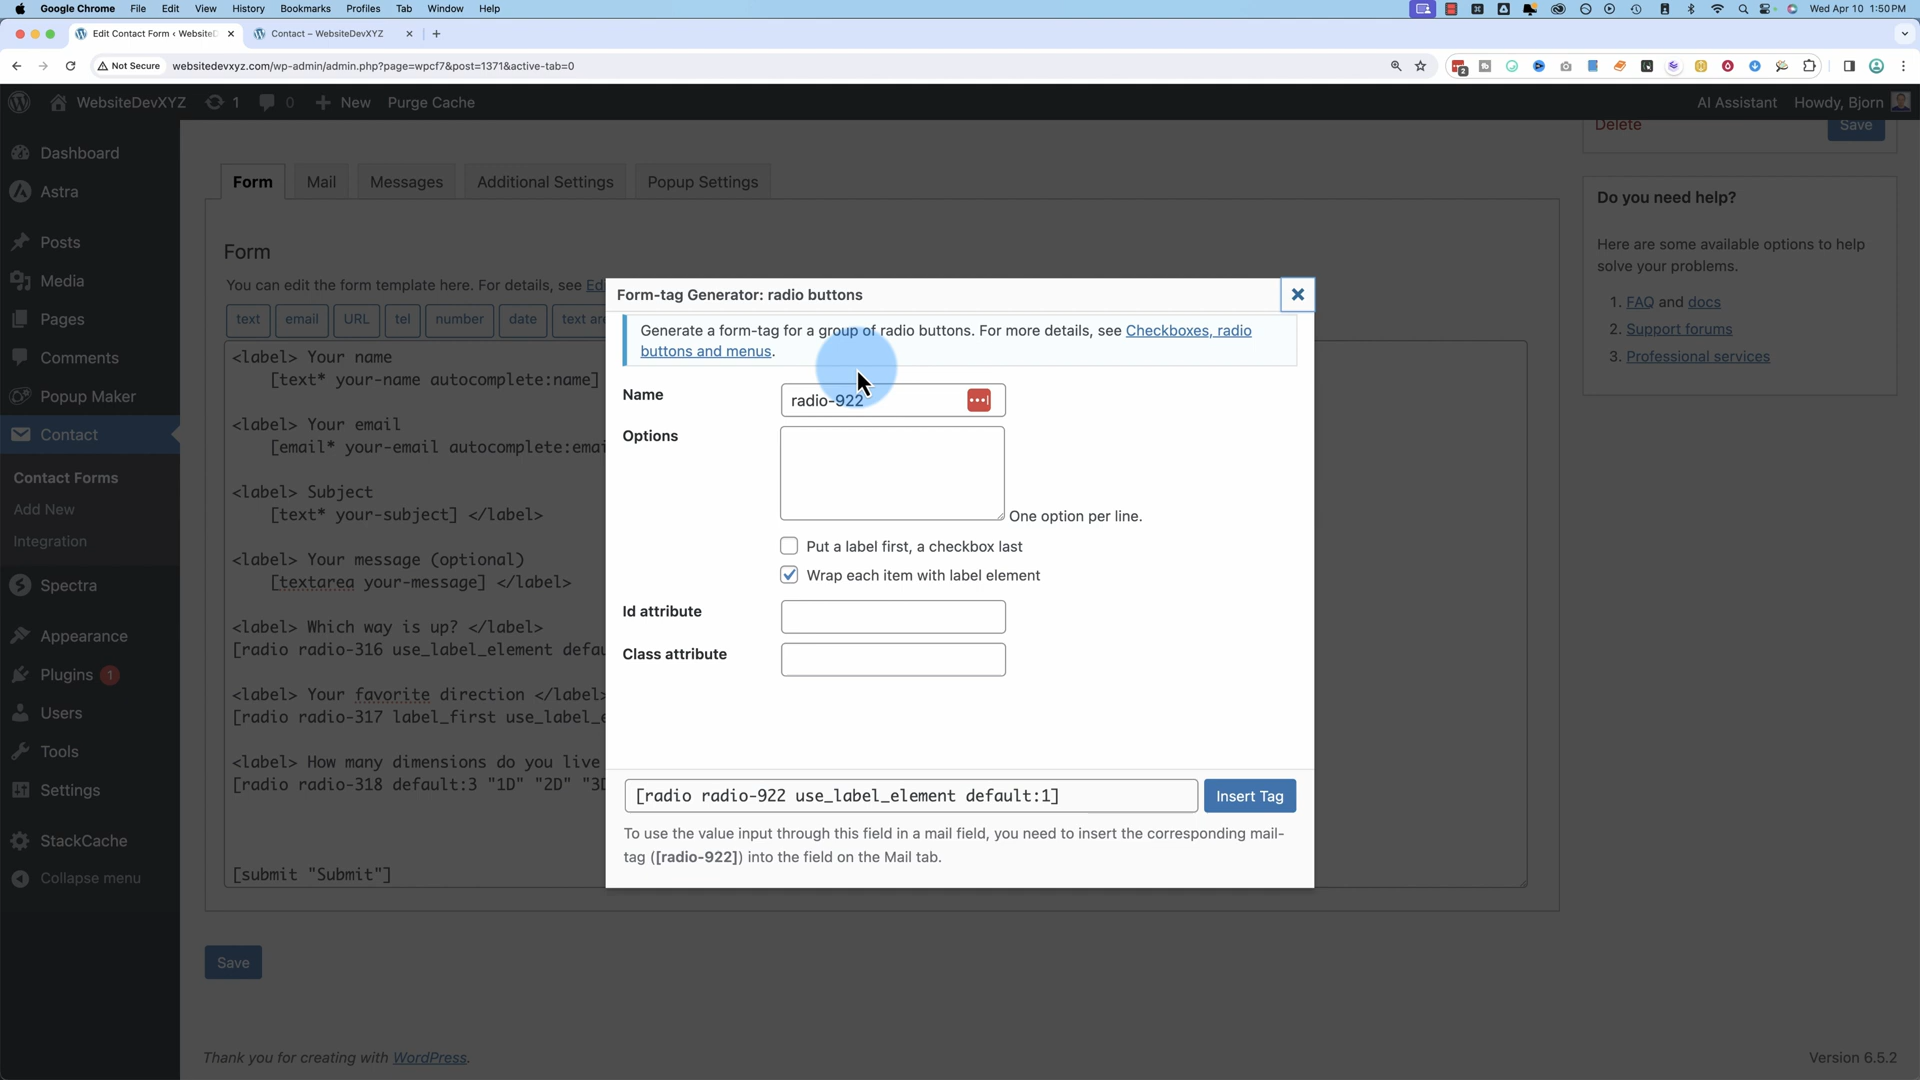 Google Chrome File Edit View History Bookmarks Profiles Tab Window Help
Wed Apr 10 1:50 PM
Edit Contact Form ‹ Website
Contact – WebsiteDevXYZ
Not Secure
websitedevxyz.com/wp-admin/admin.php?page=wpcf7&post=1371&active-tab=0
2
WebsiteDevXYZ 1 0 New Purge Cache
AI Assistant Howdy, Bjorn
Dashboard
Astra
Posts
Media
Pages
Comments
Popup Maker
Contact
Contact Forms
Add New
Integration
Spectra
Appearance
Plugins 1
Users
Tools
Settings
StackCache
Collapse menu
Delete
Save
Form Mail Messages Additional Settings Popup Settings
Form
You can edit the form template here. For details, see Ed
text email URL tel number date text are
<label> Your name
[text* your-name autocomplete:name]
<label> Your email
[email* your-email autocomplete:emai
<label> Subject
[text* your-subject] </label>
<label> Your message (optional)
[textarea your-message] </label>
<label> Which way is up? </label>
[radio radio-316 use_label_element defau
<label> Your favorite direction </label>
[radio radio-317 label_first use_label_e
<label> How many dimensions do you live
[radio radio-318 default:3 "1D" "2D" "3D
[submit "Submit"]
Save
Form-tag Generator: radio buttons
Generate a form-tag for a group of radio buttons. For more details, see Checkboxes, radio
buttons and menus.
Name
radio-922
Options
One option per line.
Put a label first, a checkbox last
Wrap each item with label element
Id attribute
Class attribute
[radio radio-922 use_label_element default:1]
Insert Tag
To use the value input through this field in a mail field, you need to insert the corresponding mail-
tag ([radio-922]) into the field on the Mail tab.
Do you need help?
Here are some available options to help
solve your problems.
1. FAQ and docs
2. Support forums
3. Professional services
Thank you for creating with WordPress.
Version 6.5.2